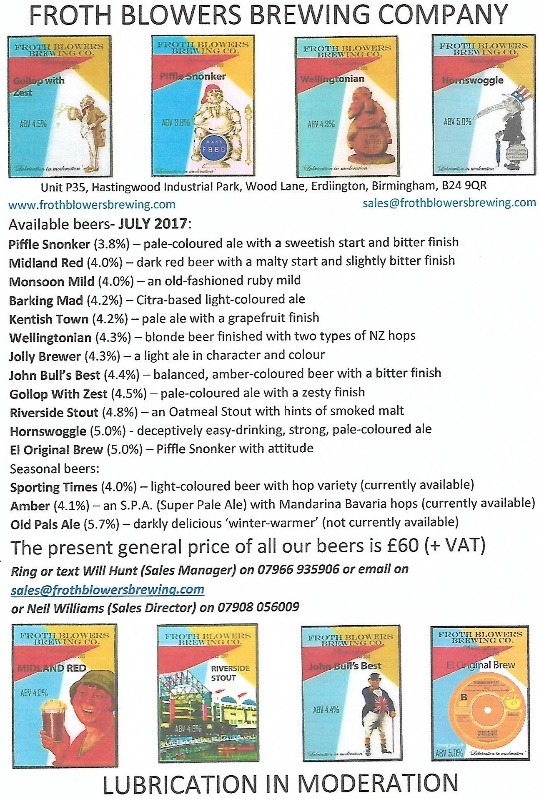 FROTH BLOWERS BREWING COMPANY
FROTH BLOWERS
BREWING CO.
Gollop with
Zest
ABV 4.5%
"Lubrication in moderation"
FROTH BLOWERS
BREWING CO.
Piffle Snonker
ABV 3.8%
FBBC
"Lubrication in moderation"
FROTH BLOWERS
BREWING CO.
Wellingtonian
"Lubrication in moderation"
FROTH BLOWERS
BREWING CO.
Hornswoggle
ABV 5.0%
"Lubrication in moderation"
Unit P35, Hastingwood Industrial Park, Wood Lane, Erdiington, Birmingham, B24 9QR
www.frothblowersbrewing.com sales@frothblowersbrewing.com
Available beers- JULY 2017:
Piffle Snonker (3.8%) – pale-coloured ale with a sweetish start and bitter finish
Midland Red (4.0%) – dark red beer with a malty start and slightly bitter finish
Monsoon Mild (4.0%) – an old-fashioned ruby mild
Barking Mad (4.2%) – Citra-based light-coloured ale
Kentish Town (4.2%) – pale ale with a grapefruit finish
Wellingtonian (4.3%) – blonde beer finished with two types of NZ hops
Jolly Brewer (4.3%) – a light ale in character and colour
John Bull's Best (4.4%) – balanced, amber-coloured beer with a bitter finish
Gollop With Zest (4.5%) – pale-coloured ale with a zesty finish
Riverside Stout (4.8%) – an Oatmeal Stout with hints of smoked malt
Hornswoggle (5.0%) - deceptively easy-drinking, strong, pale-coloured ale
El Original Brew (5.0%) – Piffle Snonker with attitude
Seasonal beers:
Sporting Times (4.0%) – light-coloured beer with hop variety (currently available)
Amber (4.1%) – an S.P.A. (Super Pale Ale) with Mandarina Bavaria hops (currently available)
Old Pals Ale (5.7%) – darkly delicious 'winter-warmer' (not currently available)
The present general price of all our beers is £60 (+ VAT)
Ring or text Will Hunt (Sales Manager) on 07966 935906 or email on
sales@frothblowersbrewing.com
or Neil Williams (Sales Director) on 07908 056009
FROTH BLOWERS
BREWING CO.
MIDLAND RED
ABV 4.0%
FROTH BLOWERS
BREWING CO.
RIVERSIDE
STOUT
FROTH BLOWERS
BREWING CO.
John Bull's Best
ABV 4.4%
"Lubrication in moderation"
FROTH BLOWERS
BREWING CO.
El Original Brew
B
ABV 5.0%
"Lubrication in moderation"
LUBRICATION IN MODERATION